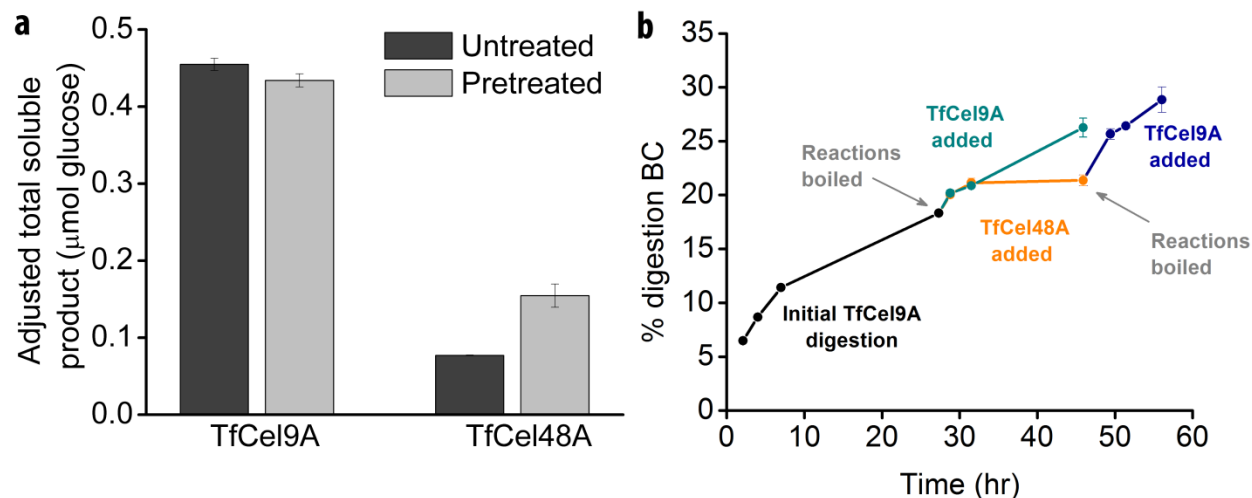 a
Adjusted total soluble
product (μmol glucose)
0.5
0.4
0.3
0.2
0.1
0.0
Untreated
Pretreated
TfCel9A
TfCel48A
b
% digestion BC
35
30
25
20
15
10
5
0
Reactions
boiled
TfCel9A
added
TfCel9A
added
TfCel48A
added
Reactions
boiled
Initial TfCel9A
digestion
0 10 20 30 40 50 60
Time (hr)